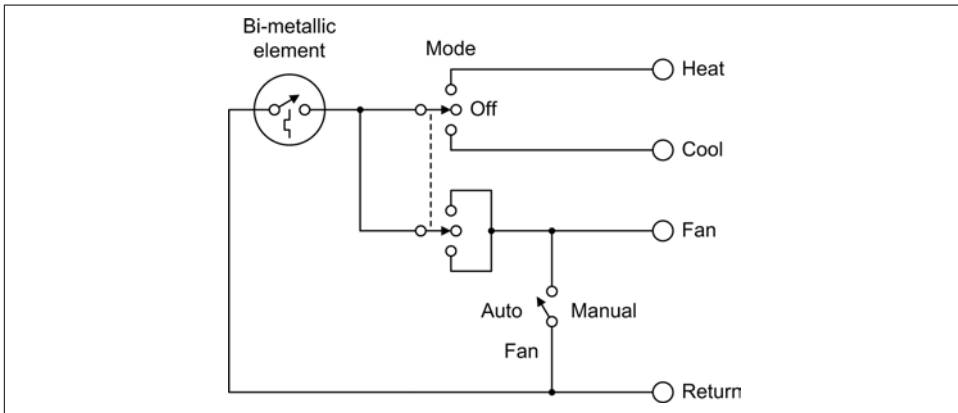 Bi-metallic
element
Mode
Heat
Off
Cool
Fan
Auto
Manual
Fan
Return